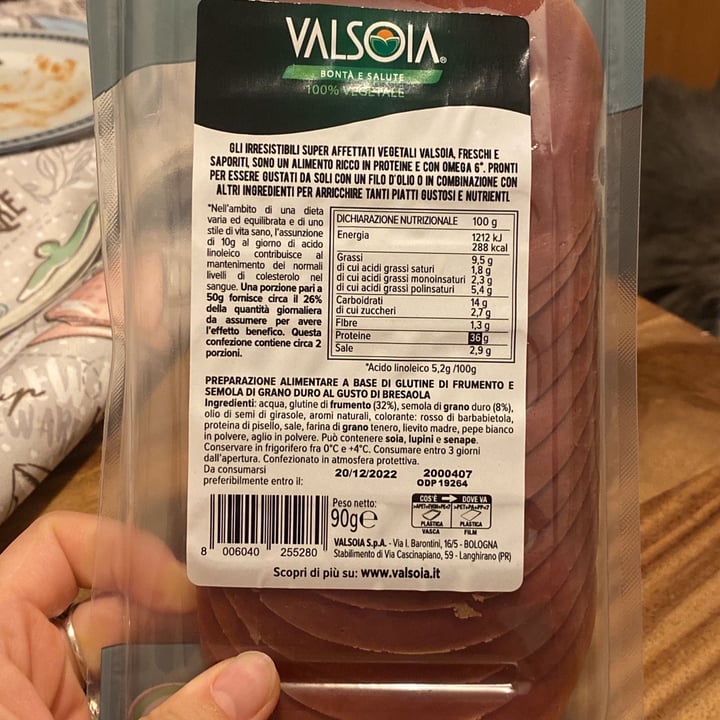 VALSOIA®
BONTÀ E SALUTE
100% VEGETALE
GLI IRRESISTIBILI SUPER AFFETTATI VEGETALI VALSOIA, FRESCHI E
SAPORITI, SONO UN ALIMENTO RICCO IN PROTEINE E CON OMEGA 6*. PRONTI
PER ESSERE GUSTATI DA SOLI CON UN FILO D'OLIO O IN COMBINAZIONE CON
ALTRI INGREDIENTI PER ARRICCHIRE TANTI PIATTI GUSTOSI E NUTRIENTI.
*Nell'ambito di una dieta
varia ed equilibrata e di uno
stile di vita sano, l'assunzione
di 10g al giorno di acido
linoleico contribuisce al
mantenimento dei normali
livelli di colesterolo nel
sangue. Una porzione pari a
50g fornisce circa il 26%
della quantità giornaliera
da assumere per avere
l'effetto benefico. Questa
confezione contiene circa 2
porzioni.
DICHIARAZIONE NUTRIZIONALE 100 g
Energia 1212 kJ
288 kcal
Grassi 9,5 g
di cui acidi grassi saturi 1,8 g
di cui acidi grassi monoinsaturi 2,3 g
di cui acidi grassi polinsaturi 5,4 g
Carboidrati 14 g
di cui zuccheri 2,7 g
Fibre 1,3 g
Proteine 36 g
Sale 2,9 g
*Acido linoleico 5,2g /100g
PREPARAZIONE ALIMENTARE A BASE DI GLUTINE DI FRUMENTO E
SEMOLA DI GRANO DURO AL GUSTO DI BRESAOLA
Ingredienti: acqua, glutine di frumento (32%), semola di grano duro (8%),
olio di semi di girasole, aromi naturali, colorante: rosso di barbabietola,
proteina di pisello, sale, farina di grano tenero, lievito madre, pepe bianco
in polvere, aglio in polvere. Può contenere soia, lupini e senape.
Conservare in frigorifero fra 0°C e +4°C. Consumare entro 3 giorni
dall'apertura. Confezionato in atmosfera protettiva.
Da consumarsi
preferibilmente entro il:
20/12/2022 2000407
ODP19264
8 006040 255280
Peso netto:
90g e
COS'È DOVE VA
PLASTICA PLASTICA
VASCA FILM
VALSOIA S.p.A. - Via I. Barontini, 16/5 - BOLOGNA
Stabilimento di Via Cascinapiano, 59 - Langhirano (PR)
Scopri di più su: www.valsoia.it